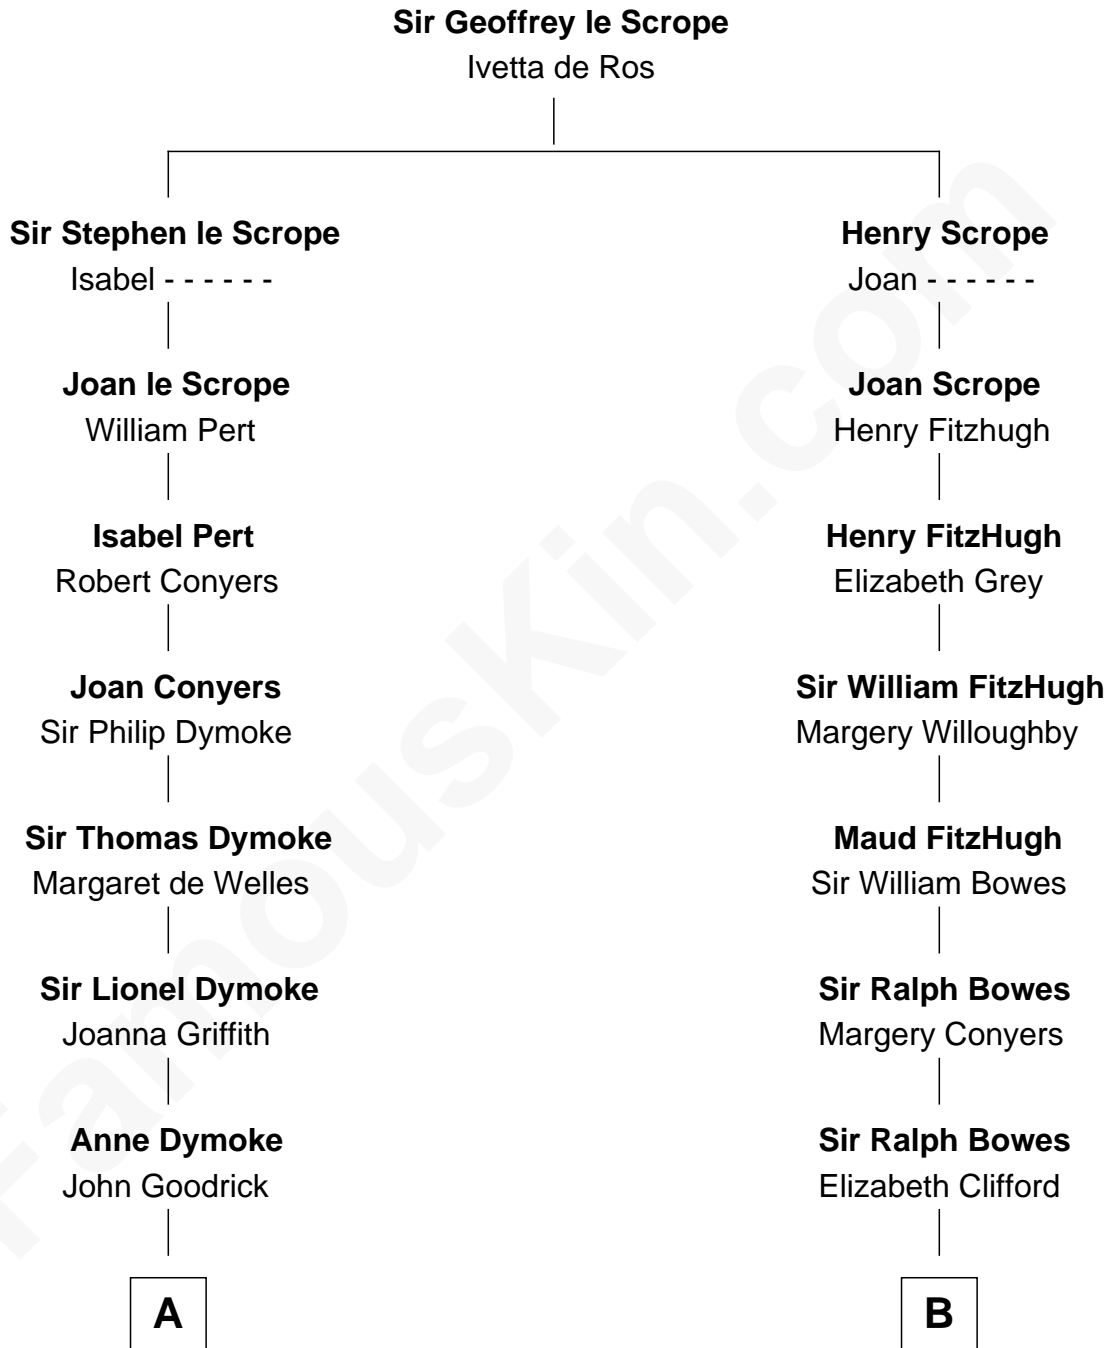 Sir Geoffrey le Scrope
Ivetta de Ros
Sir Stephen le Scrope
Isabel - - - - - -
Henry Scrope
Joan - - - - - -
Joan le Scrope
William Pert
Joan Scrope
Henry Fitzhugh
Isabel Pert
Robert Conyers
Henry FitzHugh
Elizabeth Grey
Joan Conyers
Sir Philip Dymoke
Sir William FitzHugh
Margery Willoughby
Sir Thomas Dymoke
Margaret de Welles
Maud FitzHugh
Sir William Bowes
Sir Lionel Dymoke
Joanna Griffith
Sir Ralph Bowes
Margery Conyers
Anne Dymoke
John Goodrick
Sir Ralph Bowes
Elizabeth Clifford
A
B
FamousKin.com